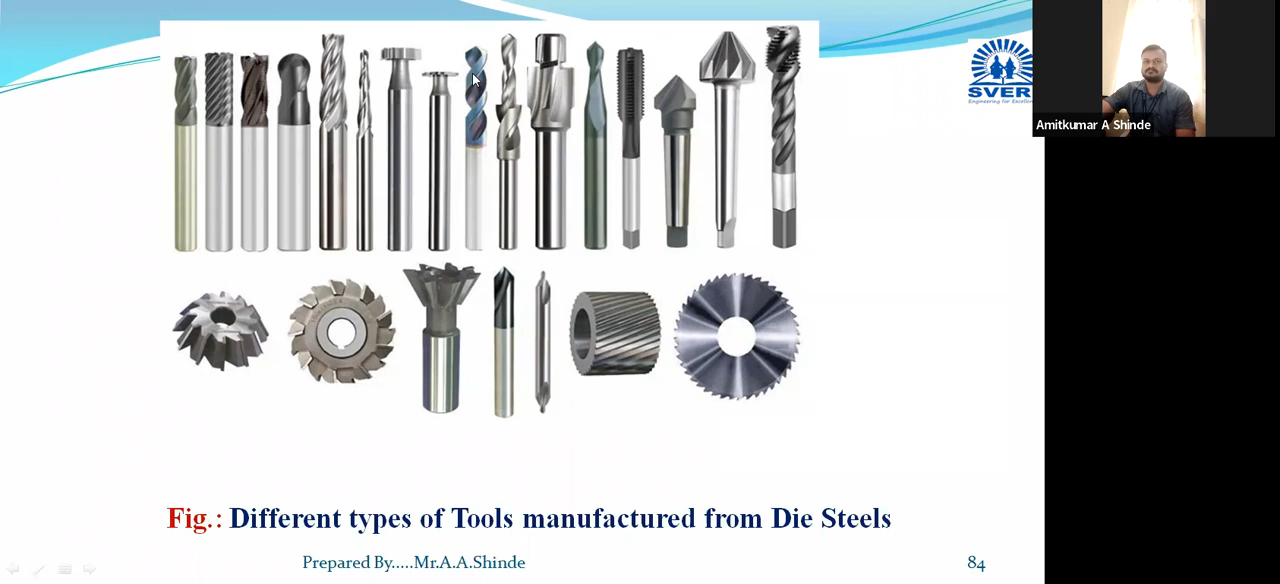 SVER
Engineering for Excellen
Amitkumar A Shinde
Fig.: Different types of Tools manufactured from Die Steels
Prepared By.....Mr.A.A.Shinde
84